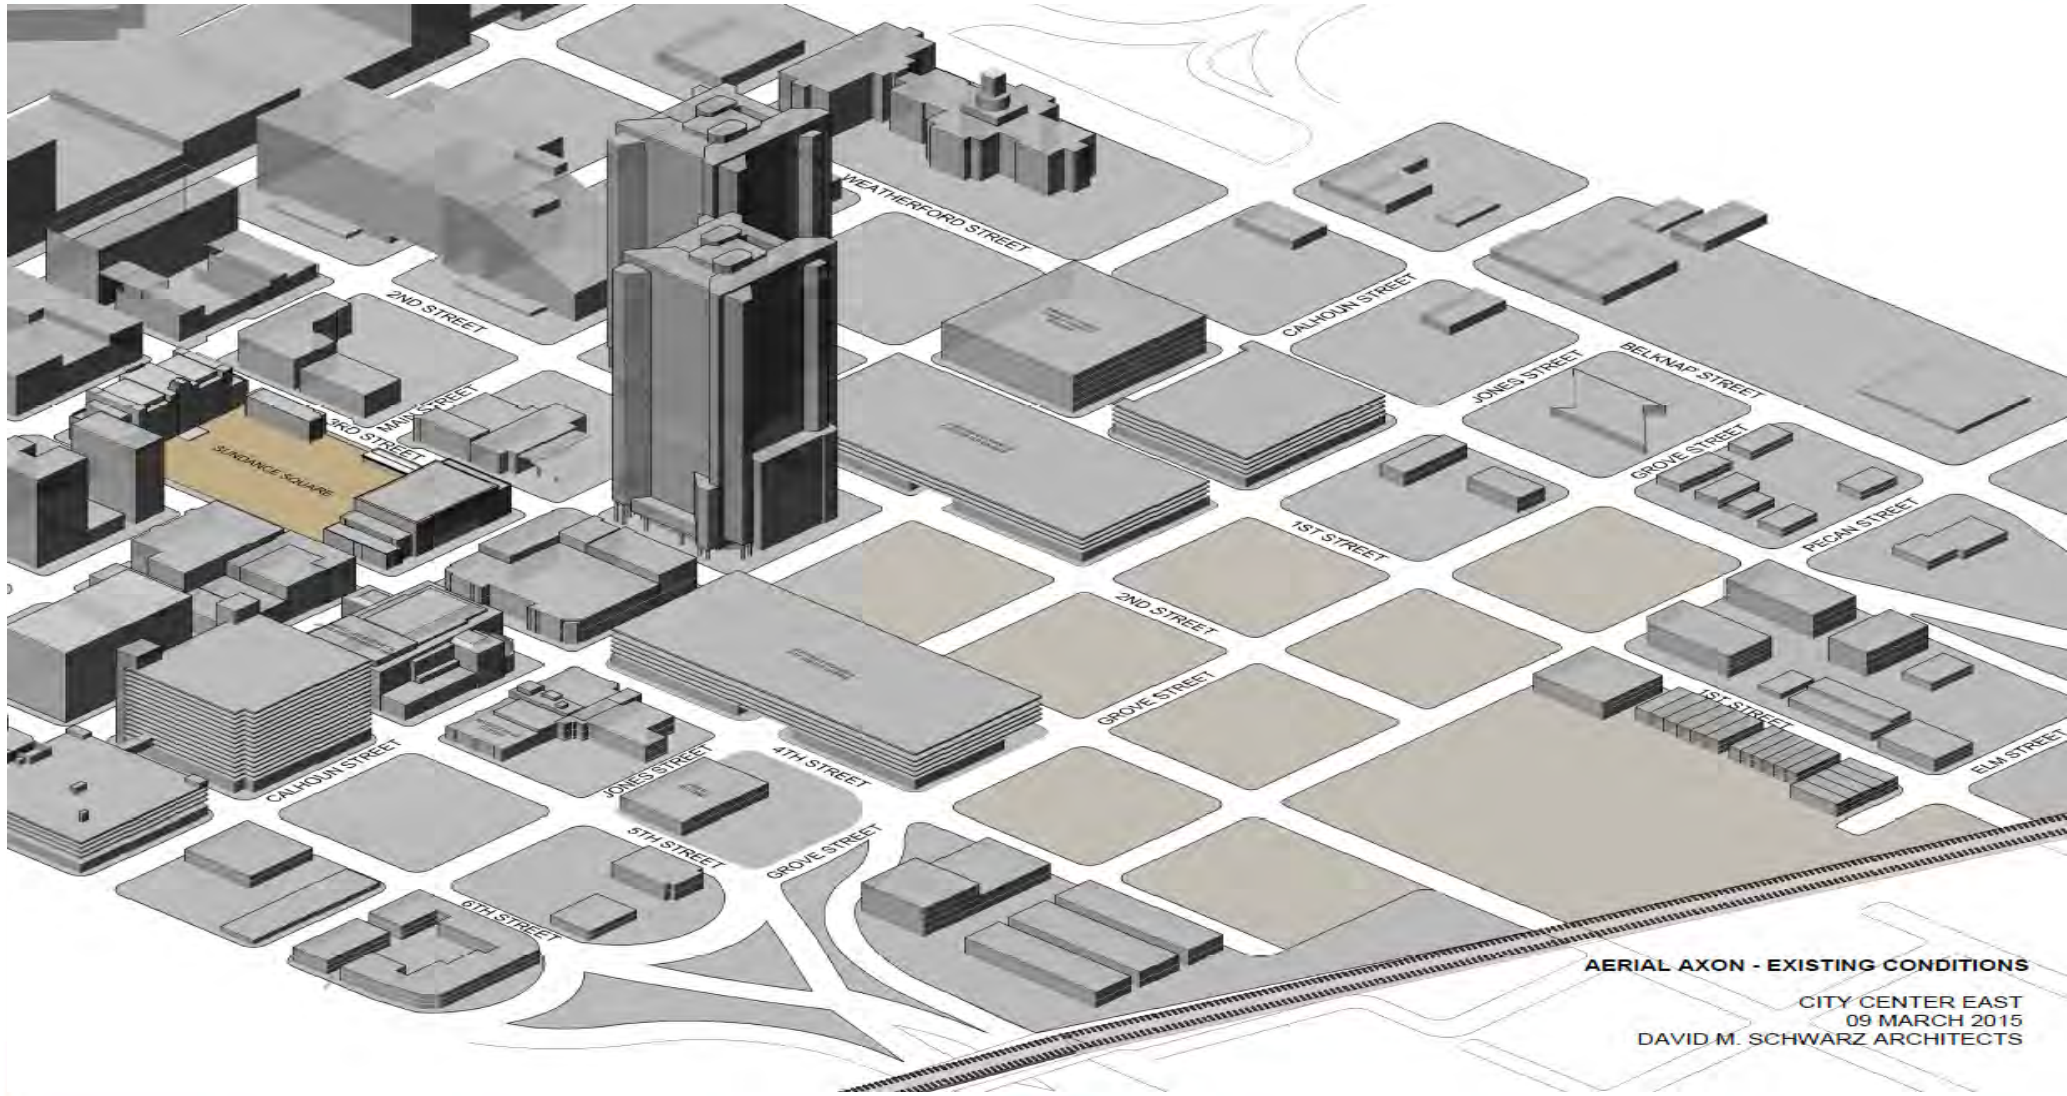 WEATHERFORD STREET
2ND STREET
CALHOUN STREET
BELKNAP STREET
JONES STREET
MAIN STREET
3RD STREET
GROVE STREET
SUNDANCE SQUARE
PECAN STREET
1ST STREET
2ND STREET
GROVE STREET
1ST STREET
ELM STREET
4TH STREET
CALHOUN STREET
JONES STREET
5TH STREET
GROVE STREET
6TH STREET
AERIAL AXON - EXISTING CONDITIONS
CITY CENTER EAST
09 MARCH 2015
DAVID M. SCHWARZ ARCHITECTS